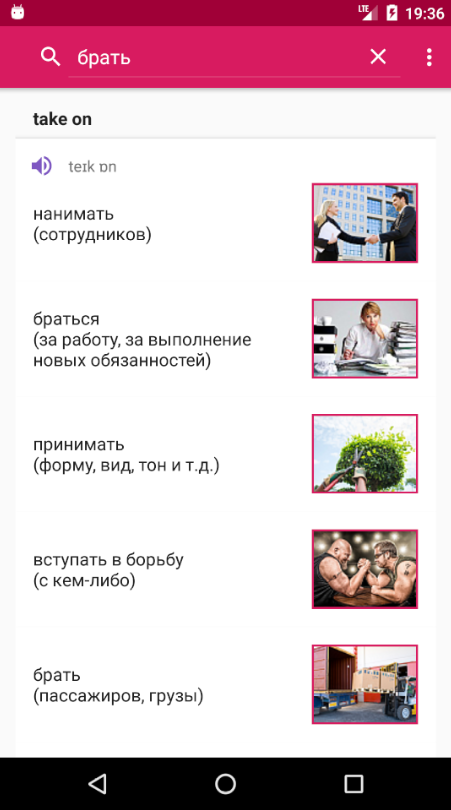 LTE 19:36
брать
take on
teɪk ɒn
нанимать
(сотрудников)
браться
(за работу, за выполнение
новых обязанностей)
принимать
(форму, вид, тон и т.д.)
вступать в борьбу
(с кем-либо)
брать
(пассажиров, грузы)